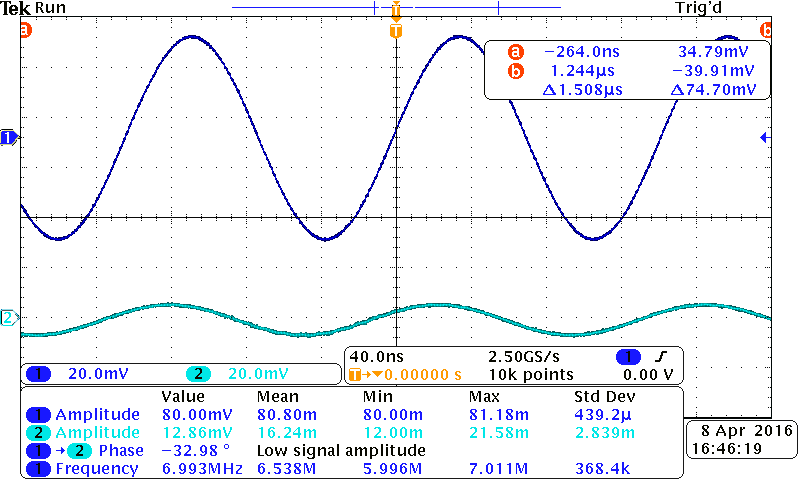 Tek Run T Trig'd
a T b
a −264.0ns 34.79mV
b 1.244µs −39.91mV
Δ1.508µs Δ74.70mV
1
2
1 20.0mV 2 20.0mV
40.0ns 2.50GS/s 1
T→▼0.00000 s 10k points 0.00 V
Value Mean Min Max Std Dev
1 Amplitude 80.00mV 80.80m 80.00m 81.18m 439.2µ
2 Amplitude 12.86mV 16.24m 12.00m 21.58m 2.839m
1 → 2 Phase −32.98 ° Low signal amplitude
1 Frequency 6.993MHz 6.538M 5.996M 7.011M 368.4k
8 Apr 2016
16:46:19